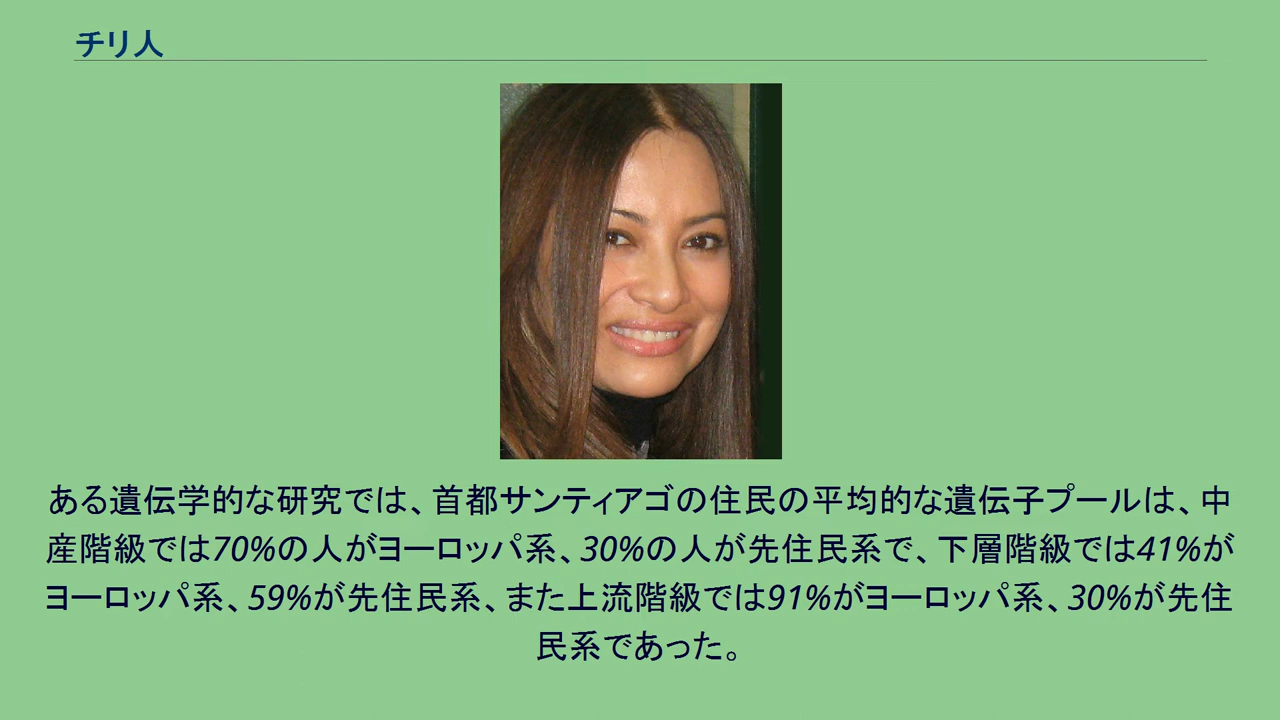 チリ人
ある遺伝学的な研究では、首都サンティアゴの住民の平均的な遺伝子プールは、中
産階級では70%の人がヨーロッパ系、30%の人が先住民系で、下層階級では41%が
ヨーロッパ系、59%が先住民系、また上流階級では91%がヨーロッパ系、30%が先住
民系であった。